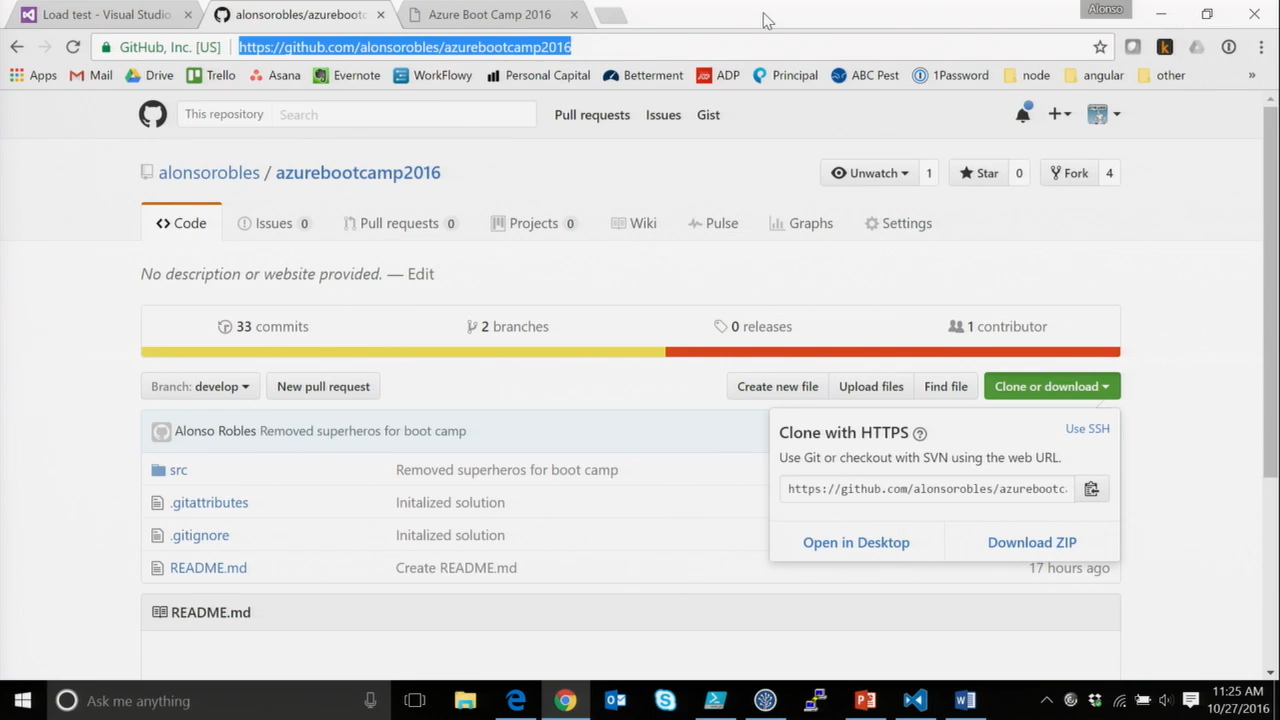 Load test - Visual Studio
alonsorobles/azurebootc
Azure Boot Camp 2016
Alonso
GitHub, Inc. [US]
https://github.com/alonsorobles/azurebootcamp2016
Apps
Mail
Drive
Trello
Asana
Evernote
WorkFlowy
Personal Capital
Betterment
ADP
Principal
ABC Pest
1Password
node
angular
other
»
This repository
Search
Pull requests
Issues
Gist
alonsorobles / azurebootcamp2016
Unwatch 1
Star 0
Fork 4
Code
Issues 0
Pull requests 0
Projects 0
Wiki
Pulse
Graphs
Settings
No description or website provided. — Edit
33 commits
2 branches
0 releases
1 contributor
Branch: develop
New pull request
Create new file
Upload files
Find file
Clone or download
Alonso Robles Removed superheros for boot camp
src Removed superheros for boot camp
.gitattributes Initalized solution
.gitignore Initalized solution
README.md Create README.md 17 hours ago
Clone with HTTPS
Use SSH
Use Git or checkout with SVN using the web URL.
https://github.com/alonsorobles/azurebootc
Open in Desktop
Download ZIP
README.md
Ask me anything
11:25 AM
10/27/2016